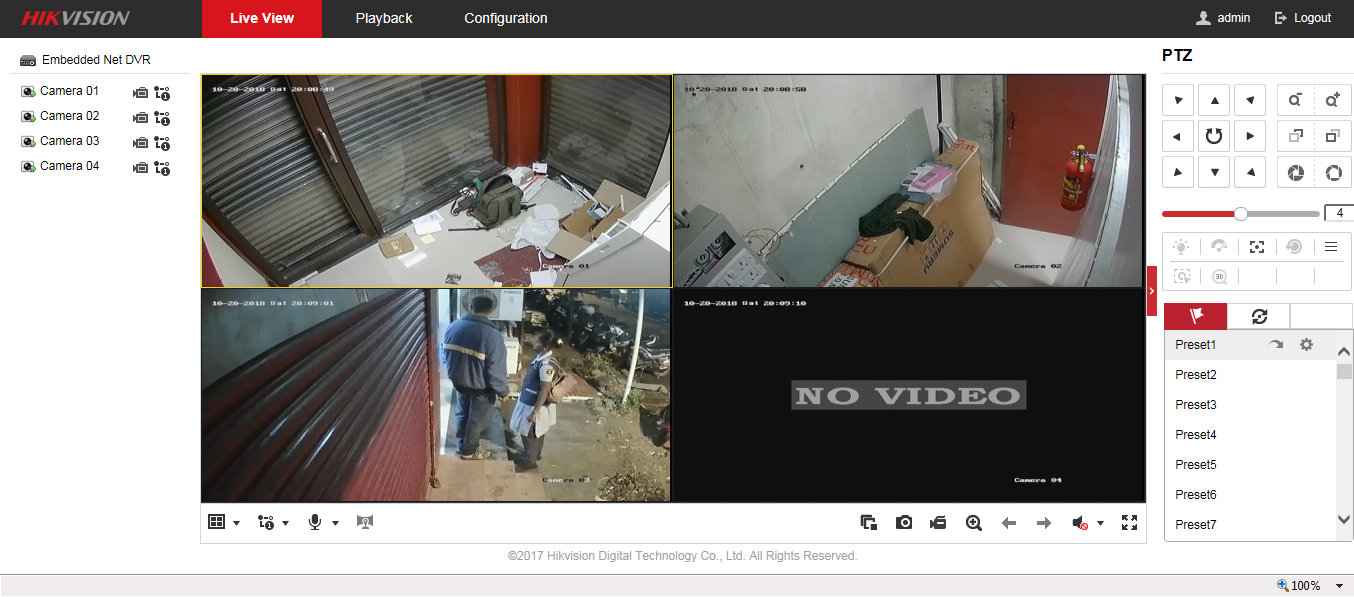 HIKVISION
Live View
Playback
Configuration
admin
Logout
Embedded Net DVR
Camera 01
Camera 02
Camera 03
Camera 04
10-20-2018 Sat 20:08:49
Camera 01
10-20-2018 Sat 20:08:58
SUMERU
Camera 02
10-20-2018 Sat 20:09:01
Camera 03
10-20-2018 Sat 20:09:10
NO VIDEO
Camera 04
PTZ
4
3D
Preset1
Preset2
Preset3
Preset4
Preset5
Preset6
Preset7
©2017 Hikvision Digital Technology Co., Ltd. All Rights Reserved.
100%